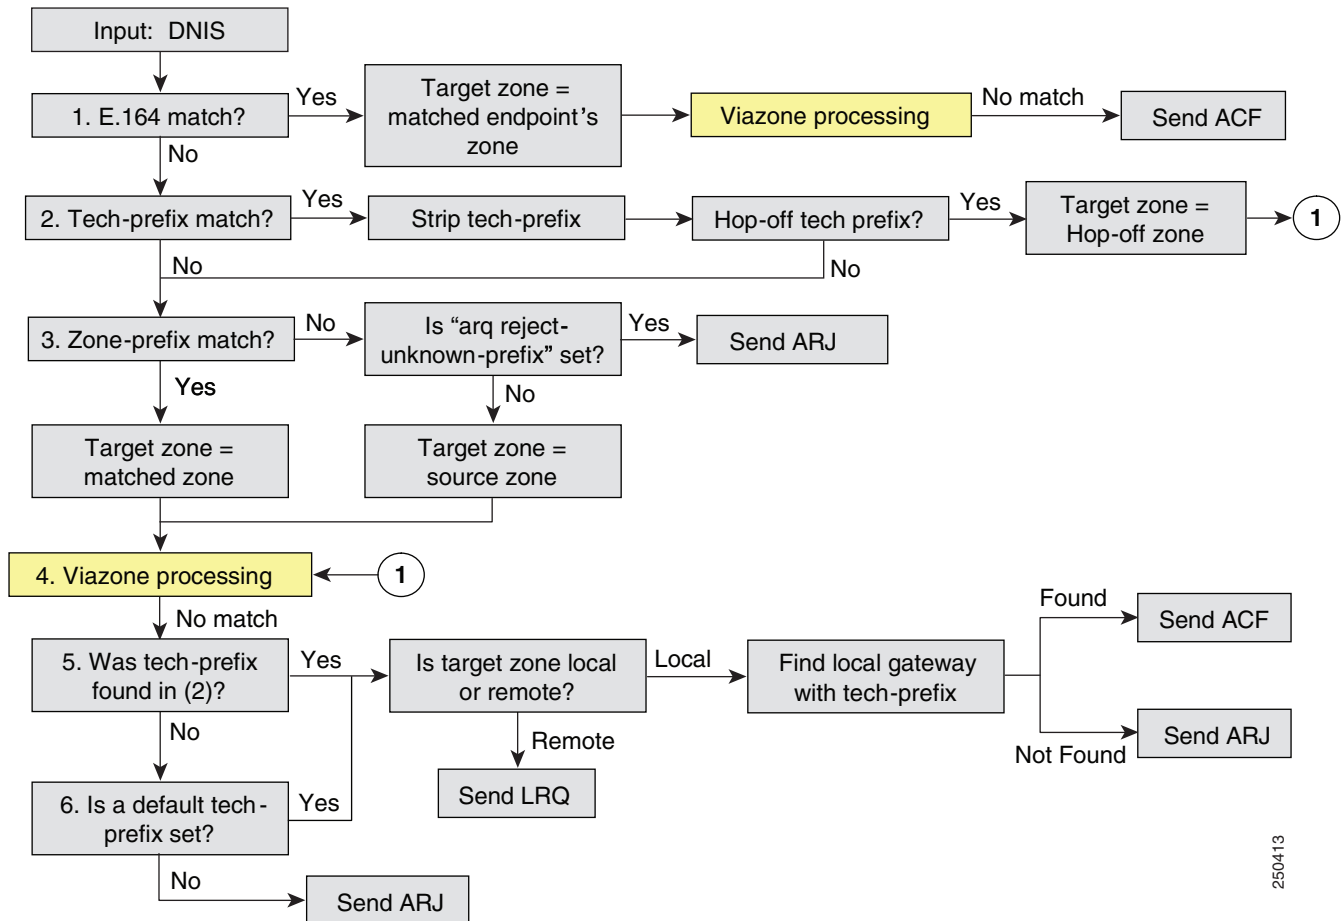 Input: DNIS
1. E.164 match?
Yes
Target zone =
matched endpoint's
zone
Viazone processing
No match
Send ACF
No
2. Tech-prefix match?
Yes
Strip tech-prefix
Hop-off tech prefix?
Yes
Target zone =
Hop-off zone
1
No
No
3. Zone-prefix match?
No
Is "arq reject-
unknown-prefix" set?
Yes
Send ARJ
Yes
No
Target zone =
matched zone
Target zone =
source zone
4. Viazone processing
1
No match
5. Was tech-prefix
found in (2)?
Yes
Is target zone local
or remote?
Local
Find local gateway
with tech-prefix
Found
Send ACF
Not Found
Send ARJ
No
Remote
Send LRQ
6. Is a default tech-
prefix set?
Yes
No
Send ARJ
250413